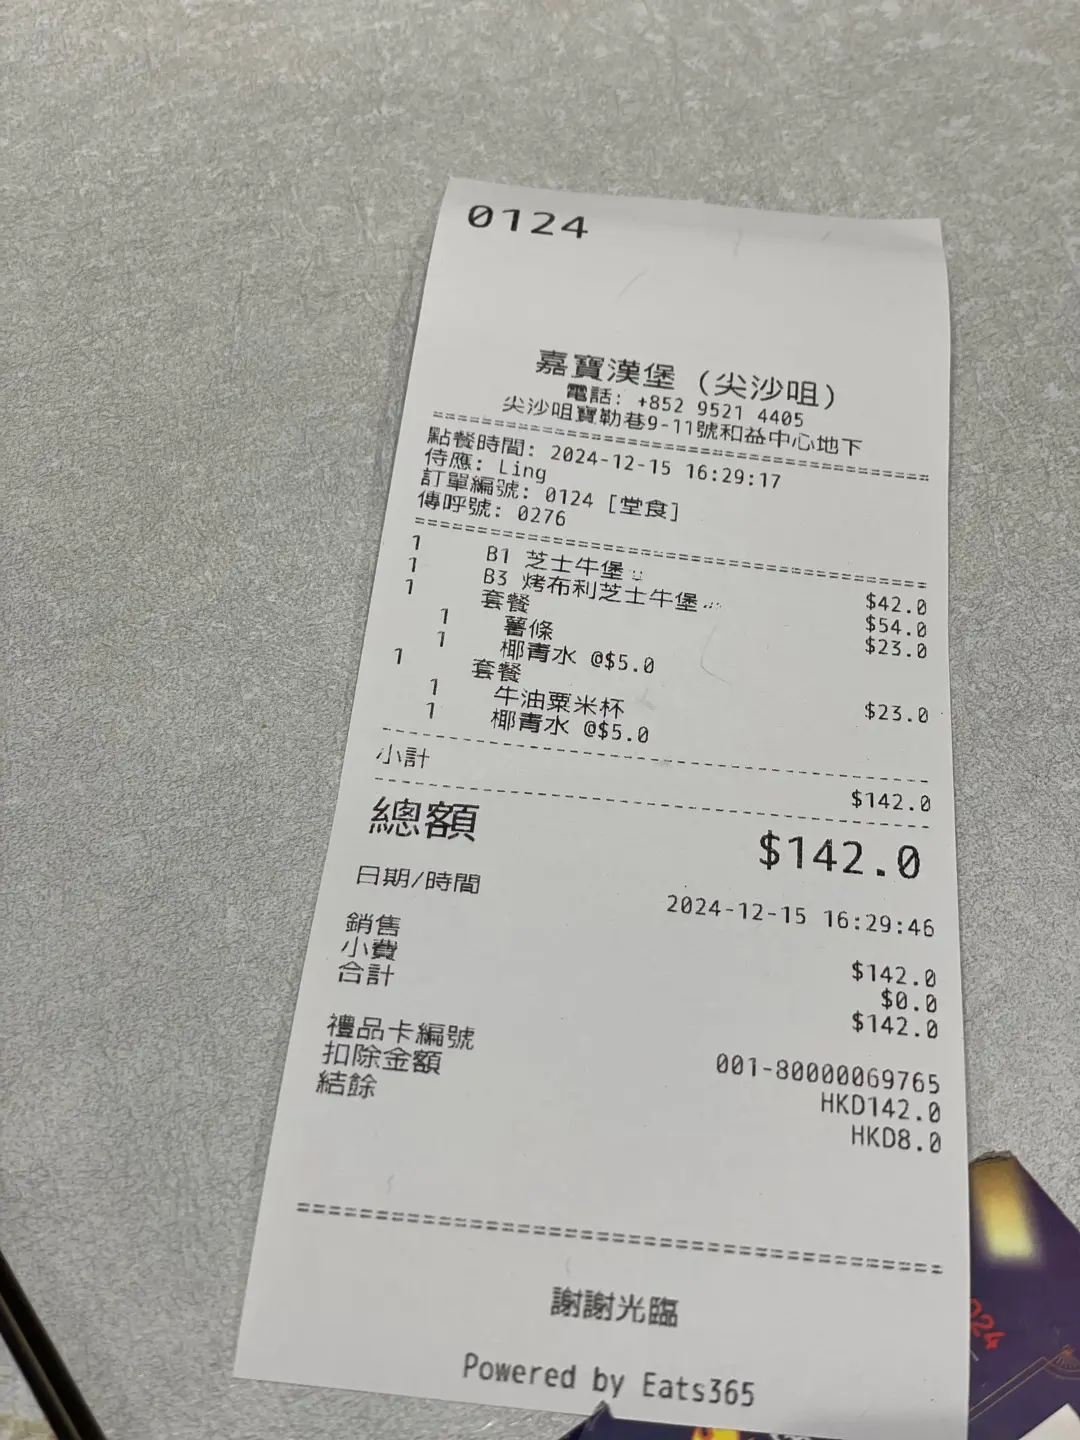 0124
嘉寶漢堡 (尖沙咀)
電話: +852 9521 4405
尖沙咀寶勒巷9-11號和益中心地下
點餐時間: 2024-12-15 16:29:17
侍應: Ling
訂單編號: 0124 [堂食]
傳呼號: 0276
1 B1 芝士牛堡 $42.0
1 B3 烤布利芝士牛堡 $54.0
1 套餐 $23.0
1 薯條
1 椰青水 @$5.0
1 套餐 $23.0
1 牛油粟米杯
1 椰青水 @$5.0
小計 $142.0
總額 $142.0
日期/時間 2024-12-15 16:29:46
銷售 $142.0
小費 $0.0
合計 $142.0
禮品卡編號 001-80000069765
扣除金額 HKD142.0
結餘 HKD8.0
謝謝光臨
Powered by Eats365